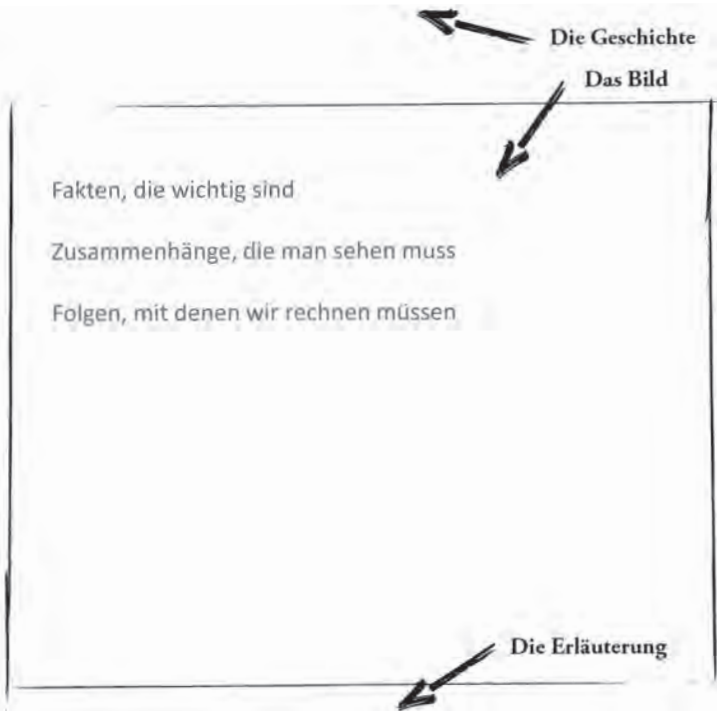 Die Geschichte
Das Bild
Fakten, die wichtig sind
Zusammenhänge, die man sehen muss
Folgen, mit denen wir rechnen müssen
Die Erläuterung